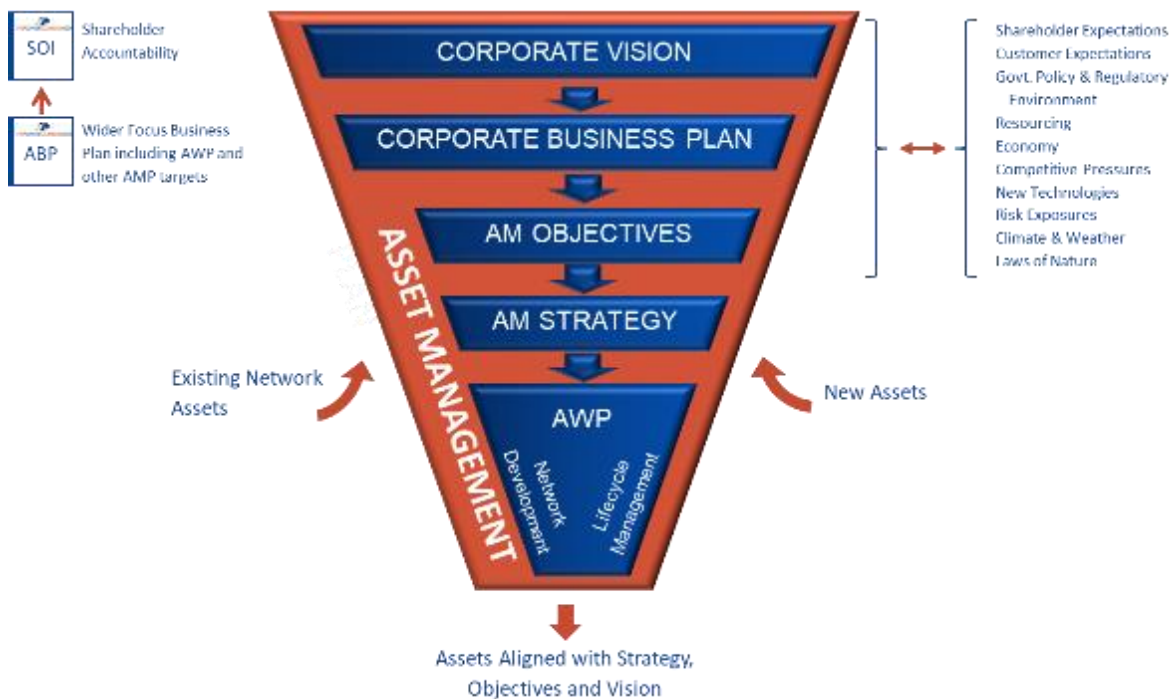 SOI
Shareholder
Accountability
ABP
Wider Focus Business
Plan including AWP and
other AMP targets
CORPORATE VISION
CORPORATE BUSINESS PLAN
AM OBJECTIVES
AM STRATEGY
AWP
Network
Development
Lifecycle
Management
ASSET MANAGEMENT
PLAN
Shareholder Expectations
Customer Expectations
Govt. Policy & Regulatory
Environment
Resourcing
Economy
Competitive Pressures
New Technologies
Risk Exposures
Climate & Weather
Laws of Nature
Existing Network
Assets
New Assets
Assets Aligned with Strategy,
Objectives and Vision